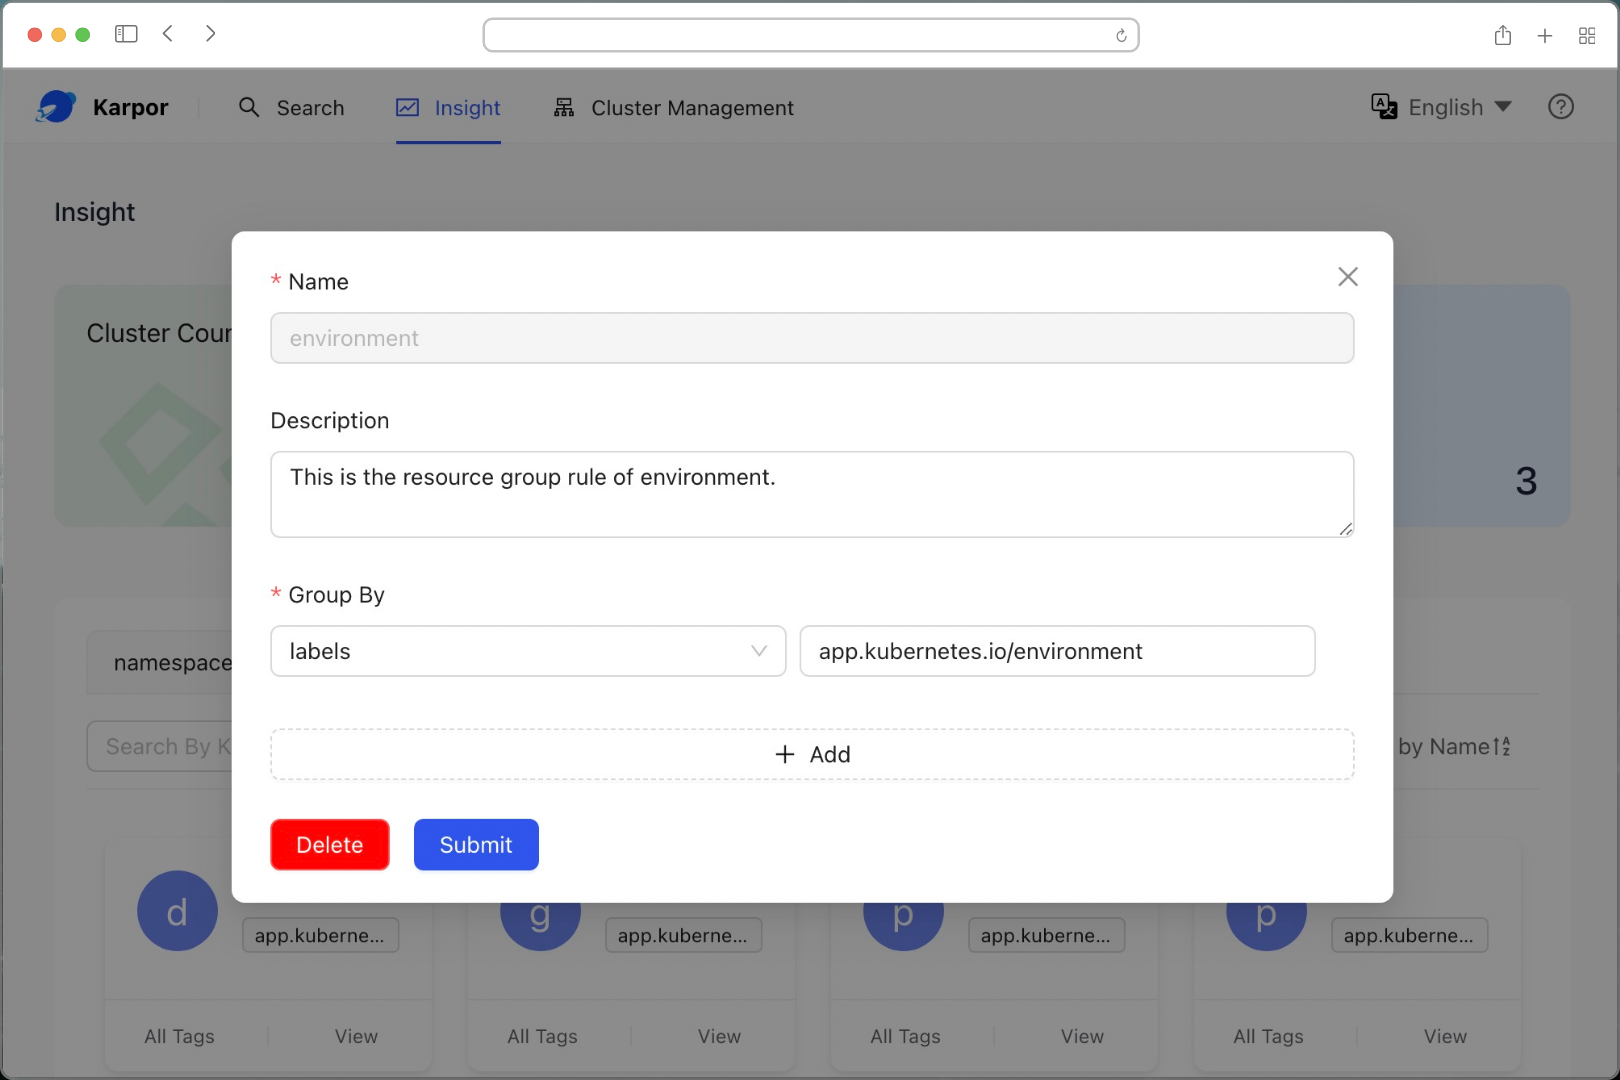 Karpor
Search
Insight
Cluster Management
English
Insight
* Name
environment
Cluster Coun
Description
This is the resource group rule of environment.
3
* Group By
labels
app.kubernetes.io/environment
namespace
Search By K
by Name
+ Add
Delete
Submit
d
g
p
p
app.kuberne...
app.kuberne...
app.kuberne...
app.kuberne...
All Tags
View
All Tags
View
All Tags
View
All Tags
View